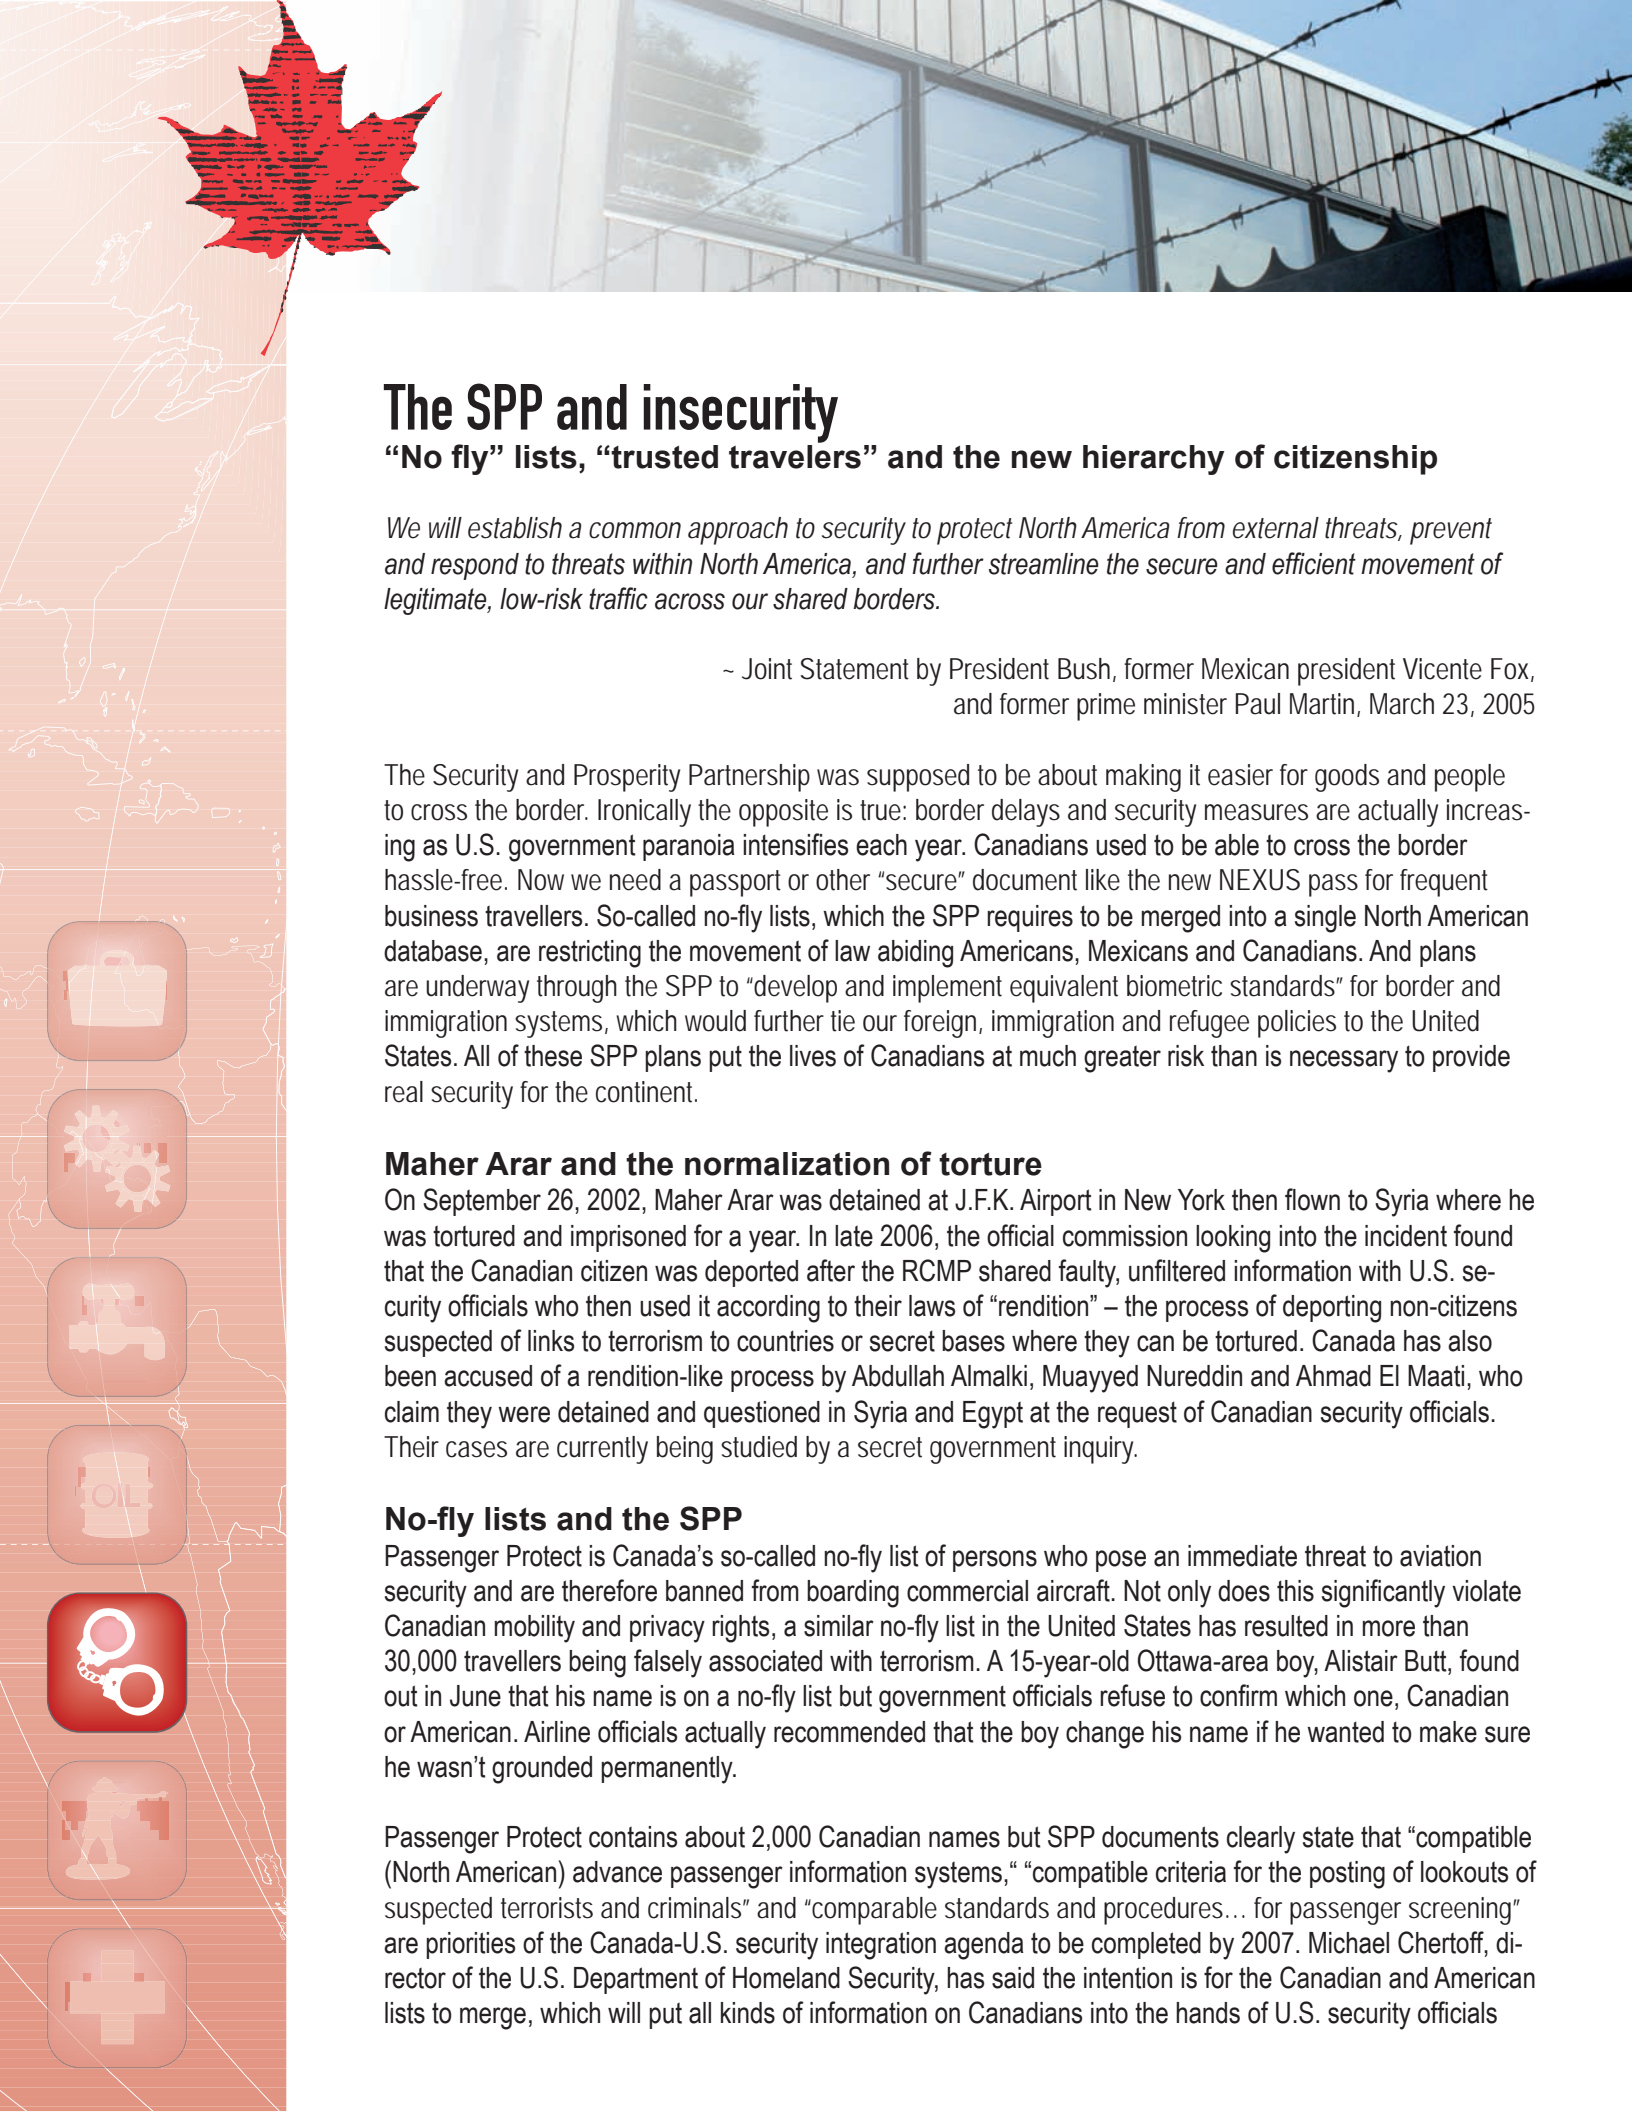 The SPP and insecurity
“No fly” lists, “trusted travelers” and the new hierarchy of citizenship
We will establish a common approach to security to protect North America from external threats, prevent
and respond to threats within North America, and further streamline the secure and efficient movement of
legitimate, low-risk traffic across our shared borders.
~ Joint Statement by President Bush, former Mexican president Vicente Fox,
and former prime minister Paul Martin, March 23, 2005
The Security and Prosperity Partnership was supposed to be about making it easier for goods and people
to cross the border. Ironically the opposite is true: border delays and security measures are actually increas-
ing as U.S. government paranoia intensifies each year. Canadians used to be able to cross the border
hassle-free. Now we need a passport or other “secure” document like the new NEXUS pass for frequent
business travellers. So-called no-fly lists, which the SPP requires to be merged into a single North American
database, are restricting the movement of law abiding Americans, Mexicans and Canadians. And plans
are underway through the SPP to “develop and implement equivalent biometric standards” for border and
immigration systems, which would further tie our foreign, immigration and refugee policies to the United
States. All of these SPP plans put the lives of Canadians at much greater risk than is necessary to provide
real security for the continent.
Maher Arar and the normalization of torture
On September 26, 2002, Maher Arar was detained at J.F.K. Airport in New York then flown to Syria where he
was tortured and imprisoned for a year. In late 2006, the official commission looking into the incident found
that the Canadian citizen was deported after the RCMP shared faulty, unfiltered information with U.S. se-
curity officials who then used it according to their laws of “rendition” – the process of deporting non-citizens
suspected of links to terrorism to countries or secret bases where they can be tortured. Canada has also
been accused of a rendition-like process by Abdullah Almalki, Muayyed Nureddin and Ahmad El Maati, who
claim they were detained and questioned in Syria and Egypt at the request of Canadian security officials.
Their cases are currently being studied by a secret government inquiry.
No-fly lists and the SPP
Passenger Protect is Canada’s so-called no-fly list of persons who pose an immediate threat to aviation
security and are therefore banned from boarding commercial aircraft. Not only does this significantly violate
Canadian mobility and privacy rights, a similar no-fly list in the United States has resulted in more than
30,000 travellers being falsely associated with terrorism. A 15-year-old Ottawa-area boy, Alistair Butt, found
out in June that his name is on a no-fly list but government officials refuse to confirm which one, Canadian
or American. Airline officials actually recommended that the boy change his name if he wanted to make sure
he wasn’t grounded permanently.
Passenger Protect contains about 2,000 Canadian names but SPP documents clearly state that “compatible
(North American) advance passenger information systems,“ “compatible criteria for the posting of lookouts of
suspected terrorists and criminals” and “comparable standards and procedures… for passenger screening”
are priorities of the Canada-U.S. security integration agenda to be completed by 2007. Michael Chertoff, di-
rector of the U.S. Department of Homeland Security, has said the intention is for the Canadian and American
lists to merge, which will put all kinds of information on Canadians into the hands of U.S. security officials
OIL